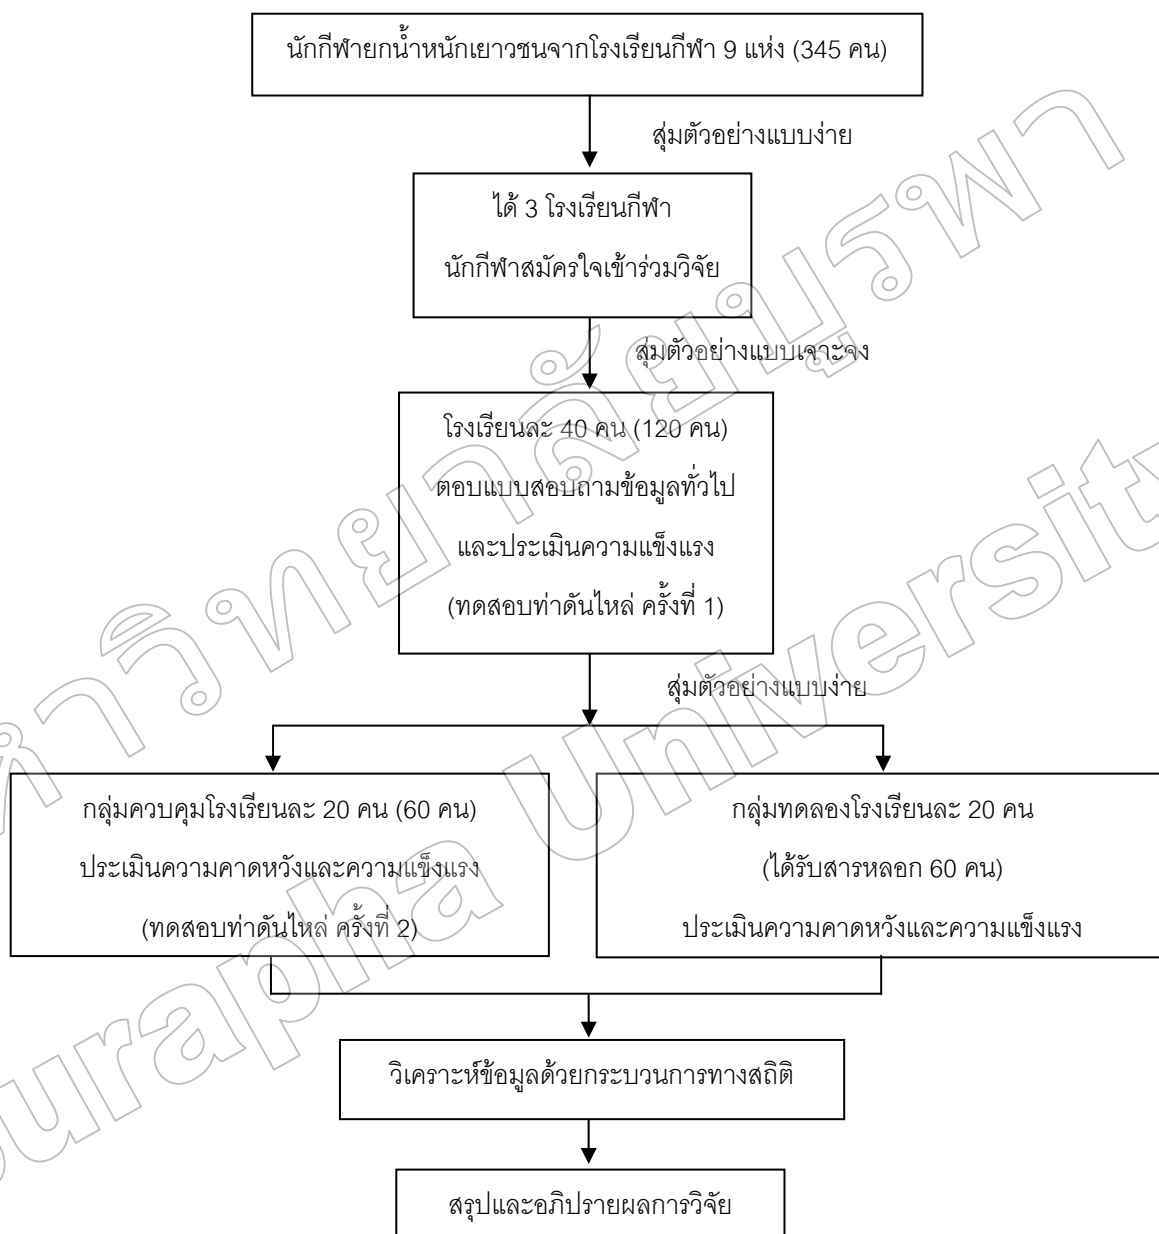 นักกีฬายกน้ำหนักเยาวชนจากโรงเรียนกีฬา 9 แห่ง (345 คน)
สุ่มตัวอย่างแบบง่าย
ได้ 3 โรงเรียนกีฬา
นักกีฬาสมัครใจเข้าร่วมวิจัย
สุ่มตัวอย่างแบบเจาะจง
โรงเรียนละ 40 คน (120 คน)
ตอบแบบสอบถามข้อมูลทั่วไป
และประเมินความแข็งแรง
(ทดสอบท่าดันไหล่ ครั้งที่ 1)
สุ่มตัวอย่างแบบง่าย
กลุ่มควบคุมโรงเรียนละ 20 คน (60 คน)
ประเมินความคาดหวังและความแข็งแรง
(ทดสอบท่าดันไหล่ ครั้งที่ 2)
กลุ่มทดลองโรงเรียนละ 20 คน
(ได้รับสารหลอก 60 คน)
ประเมินความคาดหวังและความแข็งแรง
วิเคราะห์ข้อมูลด้วยกระบวนการทางสถิติ
สรุปและอภิปรายผลการวิจัย
มหาวิทยาลัยบูรพา
Burapha University